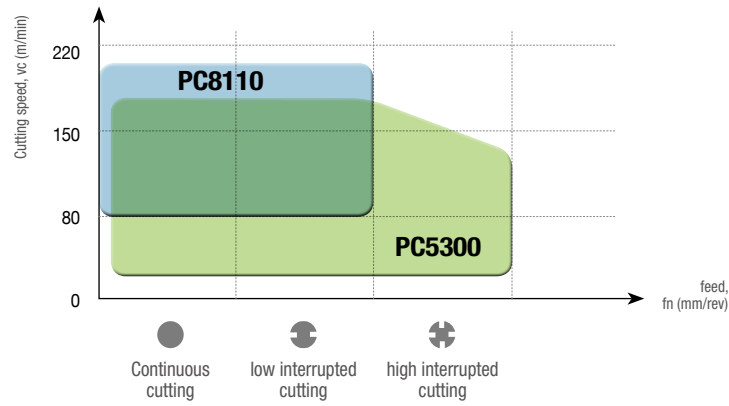 Cutting speed, vc (m/min)
220
150
80
0
PC8110
PC5300
feed,
fn (mm/rev)
Continuous
cutting
low interrupted
cutting
high interrupted
cutting